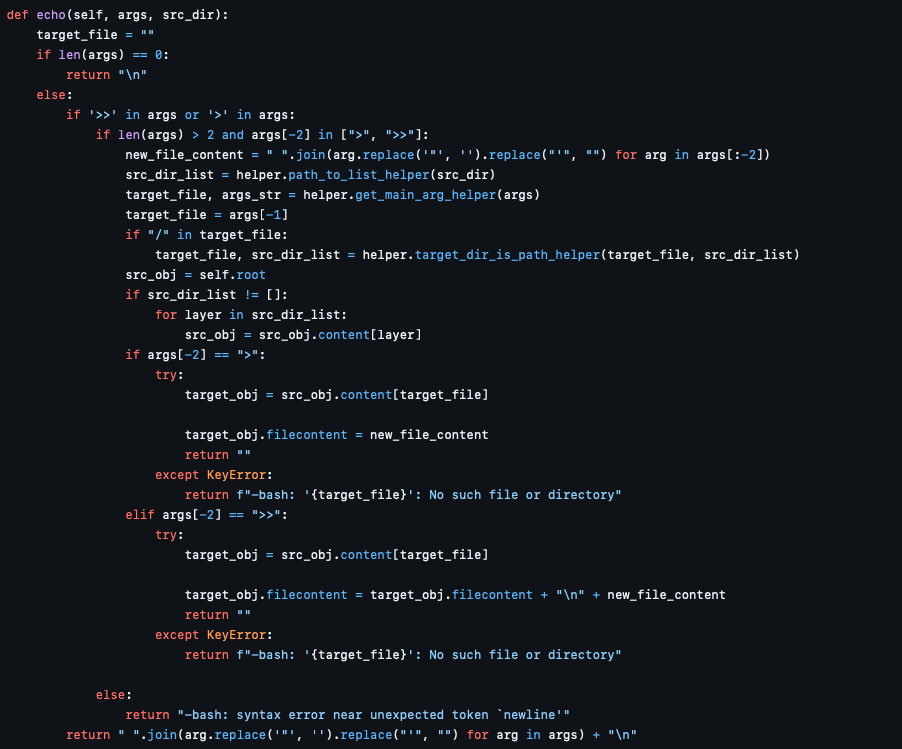 def echo(self, args, src_dir):
    target_file = ""
    if len(args) == 0:
        return "\n"
    else:
        if '>>' in args or '>' in args:
            if len(args) > 2 and args[-2] in [">", ">>"]:
                new_file_content = " ".join(arg.replace('"', '').replace("'", "") for arg in args[:-2])
                src_dir_list = helper.path_to_list_helper(src_dir)
                target_file, args_str = helper.get_main_arg_helper(args)
                target_file = args[-1]
                if "/" in target_file:
                    target_file, src_dir_list = helper.target_dir_is_path_helper(target_file, src_dir_list)
                src_obj = self.root
                if src_dir_list != []:
                    for layer in src_dir_list:
                        src_obj = src_obj.content[layer]
                if args[-2] == ">":
                    try:
                        target_obj = src_obj.content[target_file]

                        target_obj.filecontent = new_file_content
                        return ""
                    except KeyError:
                        return f"-bash: '{target_file}': No such file or directory"
                elif args[-2] == ">>":
                    try:
                        target_obj = src_obj.content[target_file]

                        target_obj.filecontent = target_obj.filecontent + "\n" + new_file_content
                        return ""
                    except KeyError:
                        return f"-bash: '{target_file}': No such file or directory"

            else:
                return "-bash: syntax error near unexpected token `newline'"
        return " ".join(arg.replace('"', '').replace("'", "") for arg in args) + "\n"